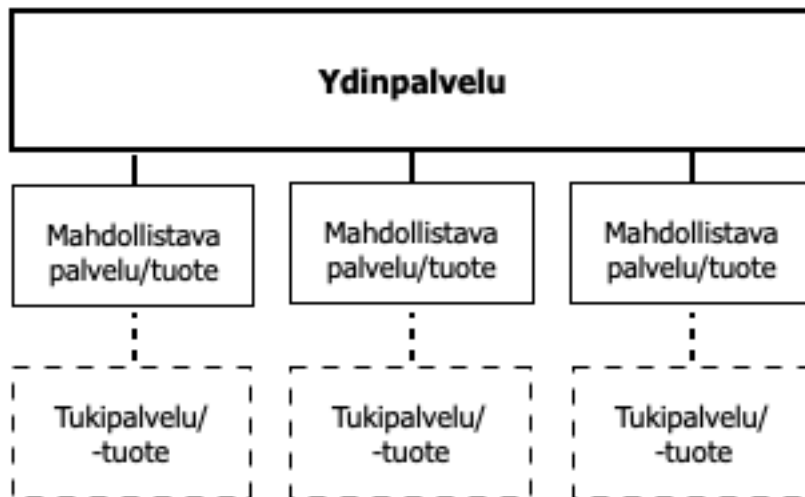 Ydinpalvelu
Mahdollistava
palvelu/tuote
Mahdollistava
palvelu/tuote
Mahdollistava
palvelu/tuote
Tukipalvelu/
-tuote
Tukipalvelu/
-tuote
Tukipalvelu/
-tuote